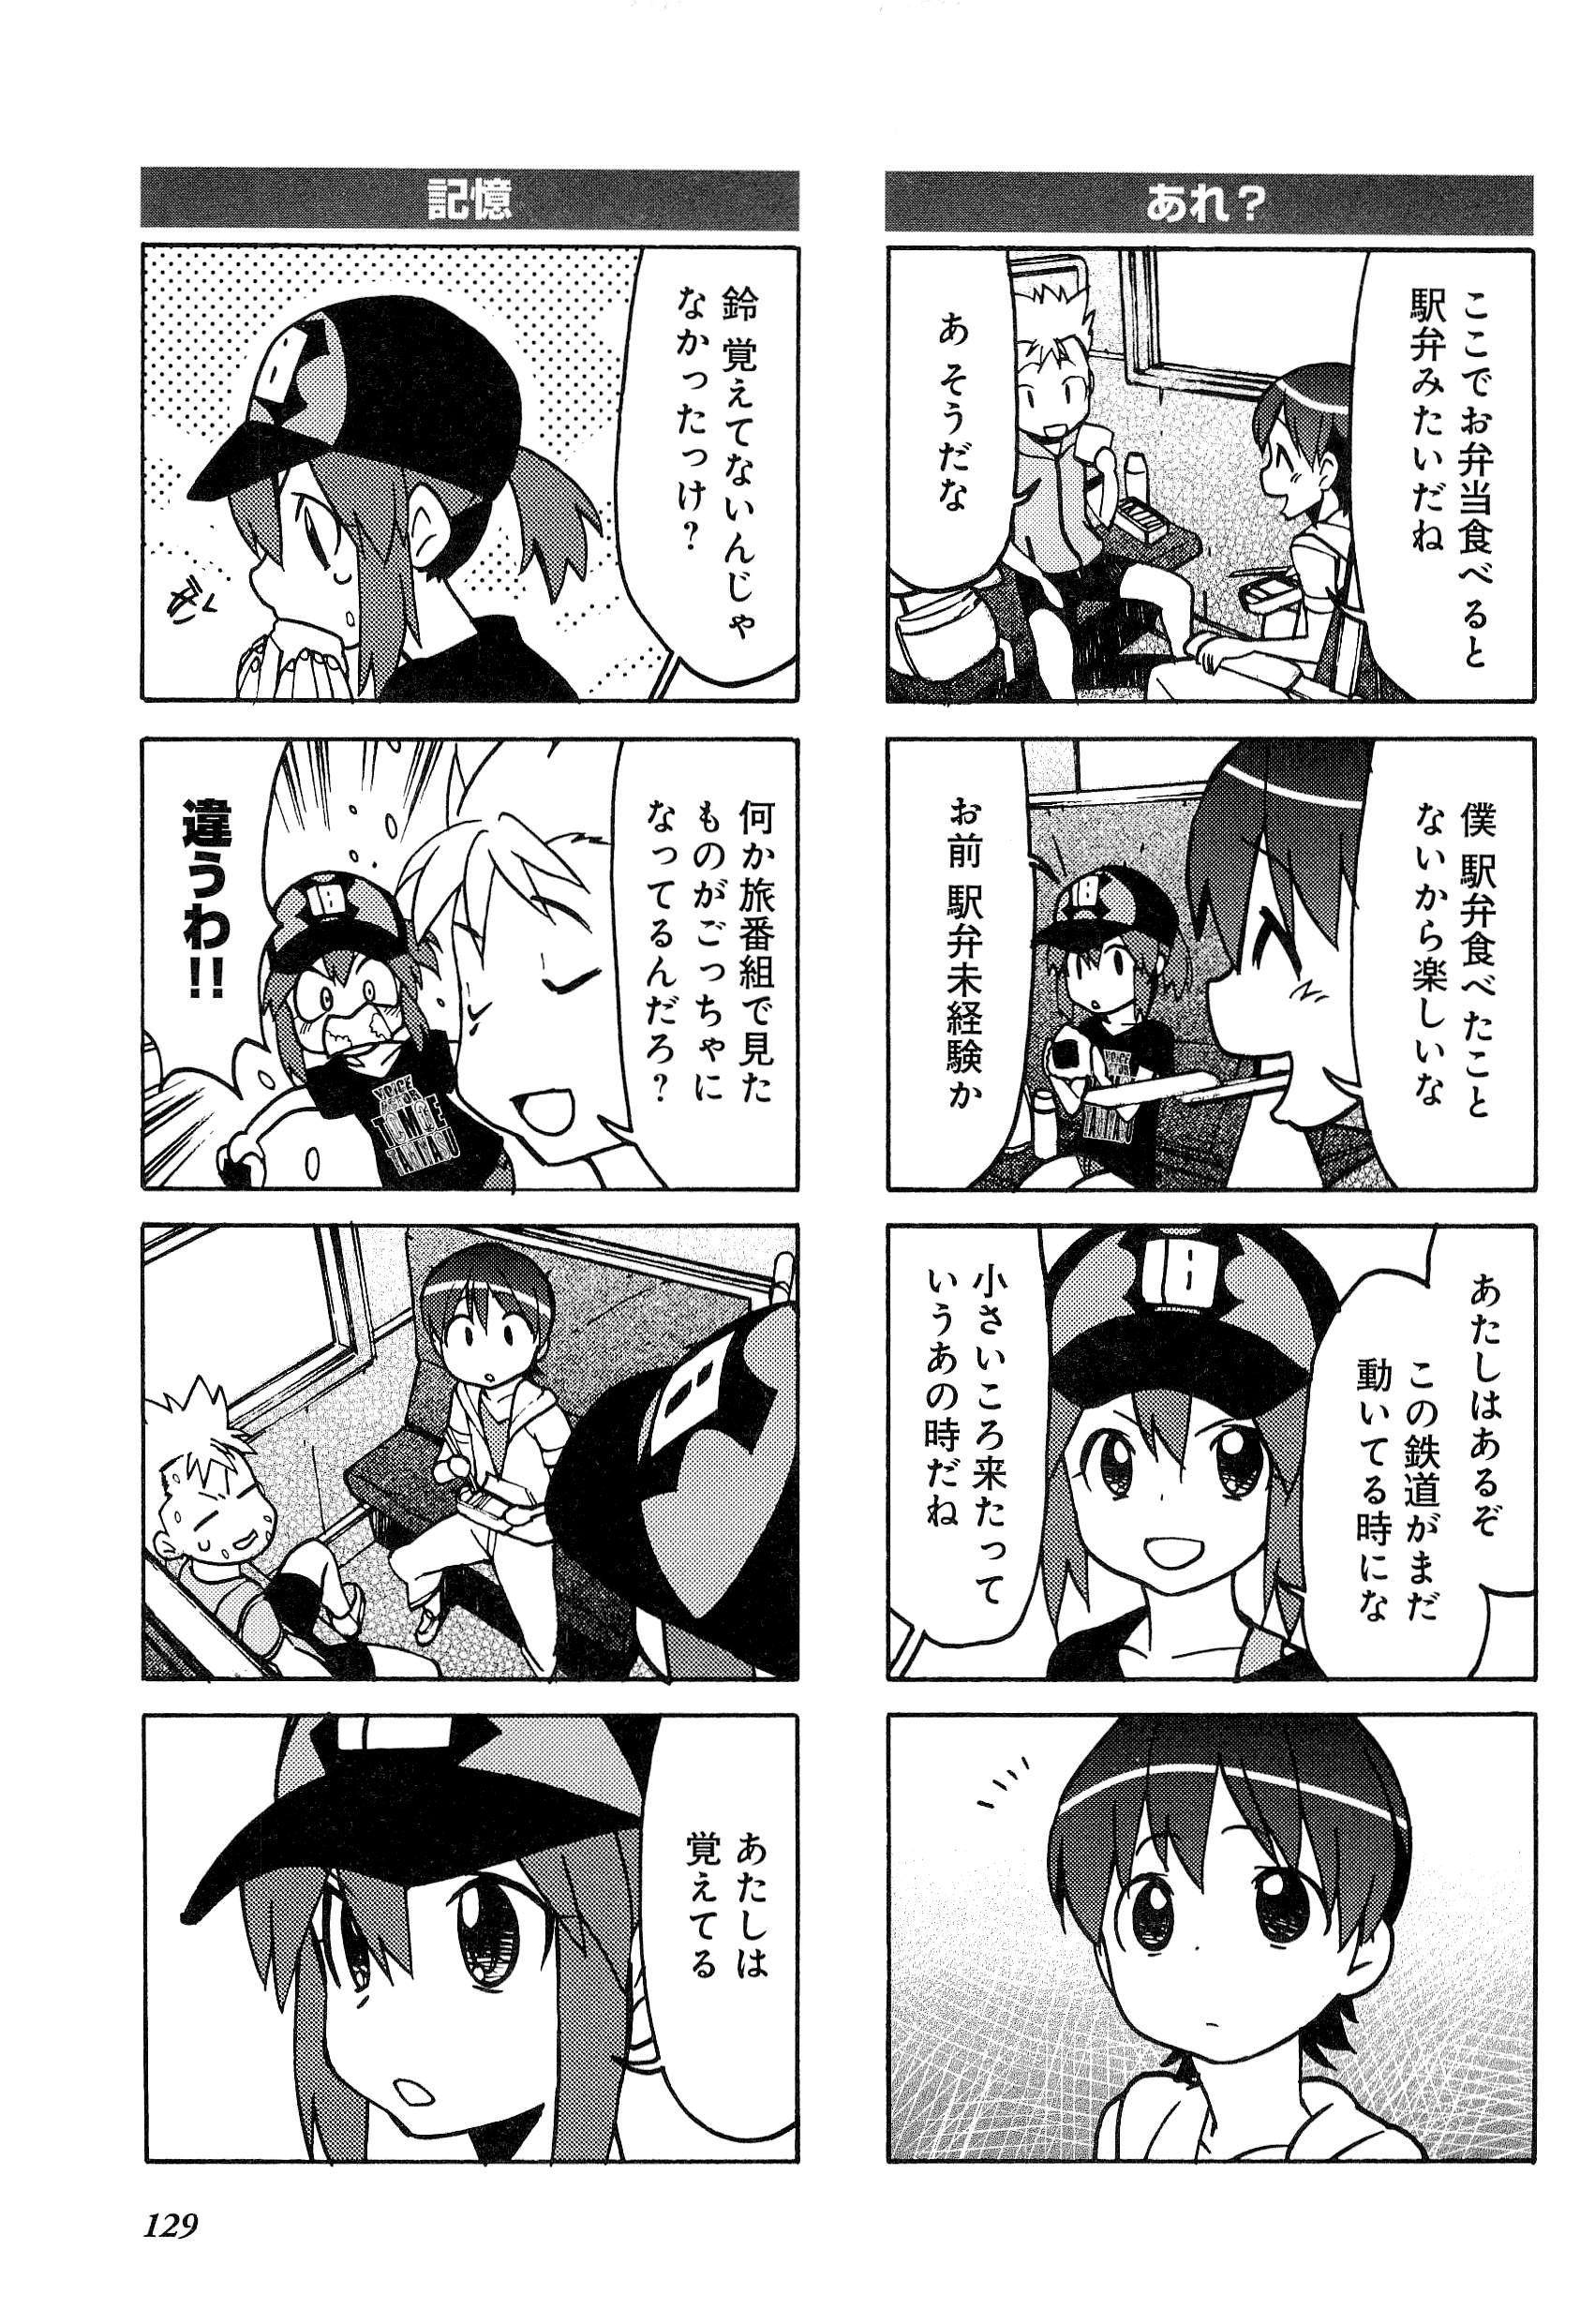 あれ？
ここでお弁当食べると
駅弁みたいだね
あ そうだな
僕 駅弁食べたこと
ないから楽しいな
お前 駅弁未経験か
あたしはあるぞ
この鉄道がまだ
動いてる時にな
小さいころ来たって
いうあの時だね
記憶
鈴 覚えてないんじゃ
なかったっけ？
何か旅番組で見た
ものがごっちゃに
なってるんだろ？
違うわ!!
VOICE
TOMOE
TAMIYASU
あたしは
覚えてる
129